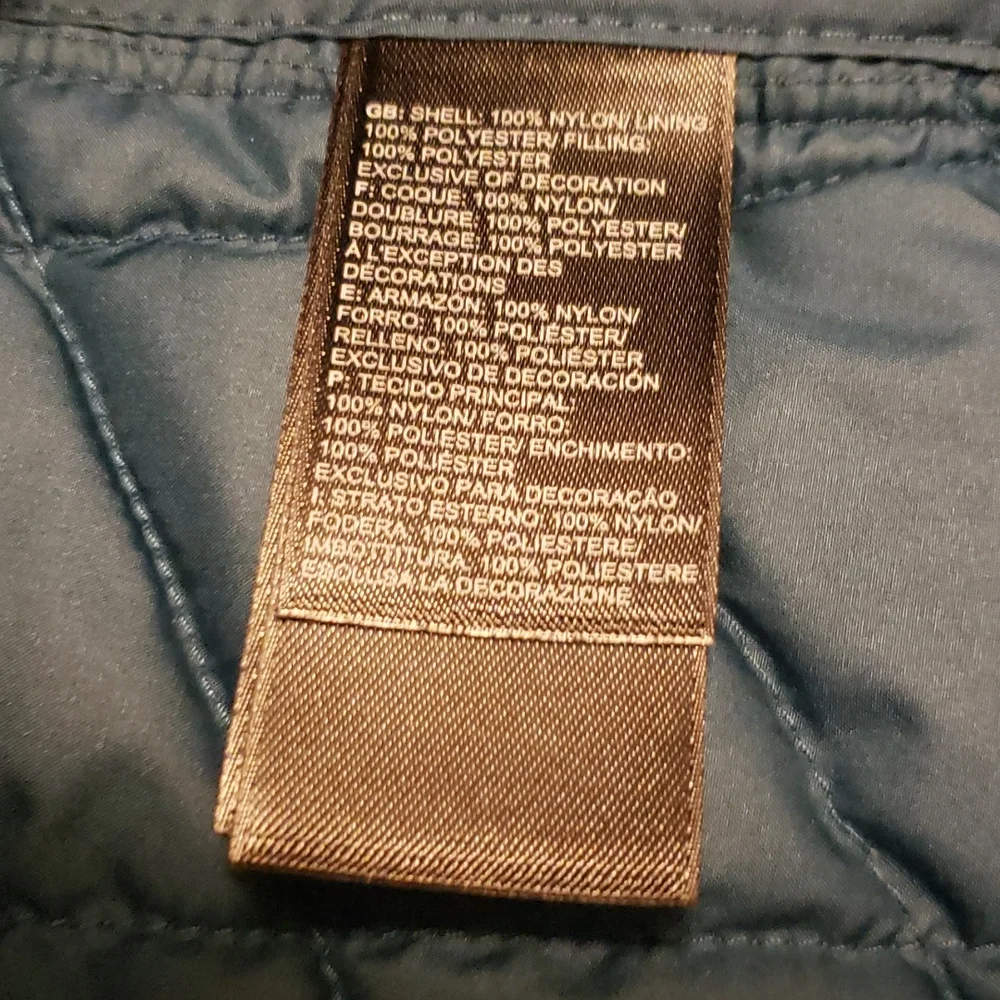 GB: SHELL, 100% NYLON/ LINING
100% POLYESTER/ FILLING,
100% POLYESTER
EXCLUSIVE OF DECORATION
F: COQUE, 100% NYLON/
DOUBLURE, 100% POLYESTER/
BOURRAGE, 100% POLYESTER
À L'EXCEPTION DES
DÉCORATIONS
E: ARMAZÓN, 100% NYLON/
FORRO; 100% POLIÉSTER/
RELLENO, 100% POLIÉSTER
EXCLUSIVO DE DECORACIÓN
P: TECIDO PRINCIPAL,
100% NYLON/ FORRO,
100% POLIÉSTER/ ENCHIMENTO,
100% POLIÉSTER
EXCLUSIVO PARA DECORAÇÃO
I: STRATO ESTERNO, 100% NYLON/
FODERA, 100% POLIESTERE
IMBOTTITURA, 100% POLIESTERE
ESCLUSA LA DECORAZIONE